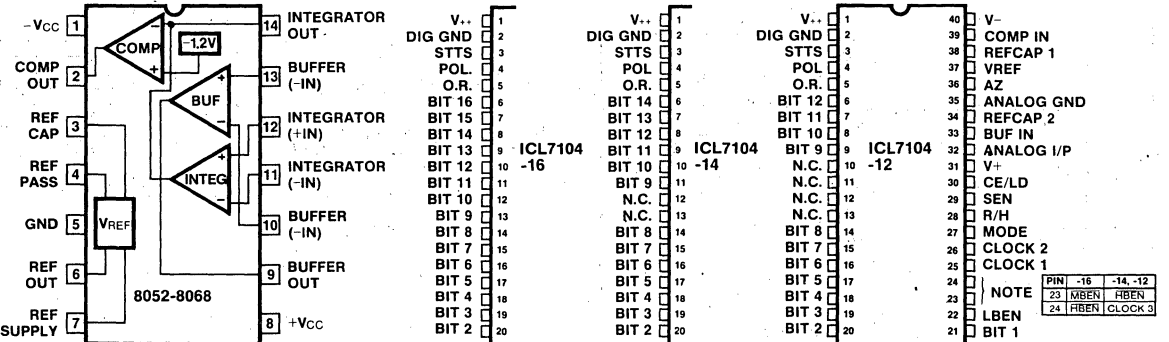 -VCC 1
COMP OUT 2
REF CAP 3
REF PASS 4
GND 5
REF OUT 6
REF SUPPLY 7
COMP
-1.2V
BUF
INTEG
VREF
8052-8068
14 INTEGRATOR OUT
13 BUFFER (-IN)
12 INTEGRATOR (+IN)
11 INTEGRATOR (-IN)
10 BUFFER (-IN)
9 BUFFER OUT
8 +VCC
V++ 1
DIG GND 2
STTS 3
POL. 4
O.R. 5
BIT 16 6
BIT 15 7
BIT 14 8
BIT 13 9
BIT 12 10
BIT 11 11
BIT 10 12
BIT 9 13
BIT 8 14
BIT 7 15
BIT 6 16
BIT 5 17
BIT 4 18
BIT 3 19
BIT 2 20
ICL7104
-16
V++ 1
DIG GND 2
STTS 3
POL 4
O.R. 5
BIT 14 6
BIT 13 7
BIT 12 8
BIT 11 9
BIT 10 10
BIT 9 11
N.C. 12
N.C. 13
BIT 8 14
BIT 7 15
BIT 6 16
BIT 5 17
BIT 4 18
BIT 3 19
BIT 2 20
ICL7104
-14
V++ 1
DIG GND 2
STTS 3
POL 4
O.R. 5
BIT 12 6
BIT 11 7
BIT 10 8
BIT 9 9
N.C. 10
N.C. 11
N.C. 12
N.C. 13
BIT 8 14
BIT 7 15
BIT 6 16
BIT 5 17
BIT 4 18
BIT 3 19
BIT 2 20
ICL7104
-12
40 V-
39 COMP IN
38 REFCAP 1
37 VREF
36 AZ
35 ANALOG GND
34 REFCAP 2
33 BUF IN
32 ANALOG I/P
31 V+
30 CE/LD
29 SEN
28 R/H
27 MODE
26 CLOCK 2
25 CLOCK 1
24
23
NOTE
22 LBEN
21 BIT 1
PIN -16 -14, -12
23 MBEN HBEN
24 HBEN CLOCK 3